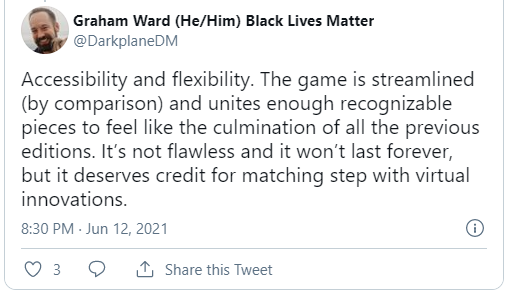 Graham Ward (He/Him) Black Lives Matter
@DarkplaneDM
Accessibility and flexibility. The game is streamlined
(by comparison) and unites enough recognizable
pieces to feel like the culmination of all the previous
editions. It’s not flawless and it won’t last forever,
but it deserves credit for matching step with virtual
innovations.
8:30 PM · Jun 12, 2021
3 Share this Tweet